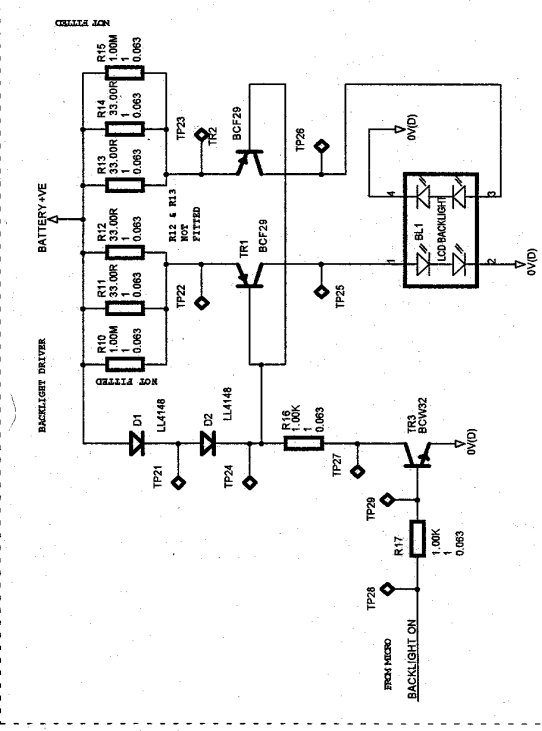 NOT FITTED
R15
1.00M
1
0.063
R14
33.00R
1
0.063
R13
33.00R
1
0.063
TP23
TR2
BCF29
TP26
0V(D)
BATTERY+VE
R12 & R13
NOT
FITTED
4
3
BL1
LCD BACKLIGHT
1
2
0V(D)
R12
33.00R
1
0.063
R11
33.00R
1
0.063
R10
1.00M
1
0.063
NOT FITTED
TP22
TR1
BCF29
TP25
BACKLIGHT DRIVER
D1
LL4148
TP21
D2
LL4148
TP24
R16
1.00K
1
0.063
TP27
TR3
BCW32
0V(D)
TP29
R17
1.00K
1
0.063
TP28
FROM MICRO
BACKLIGHT ON